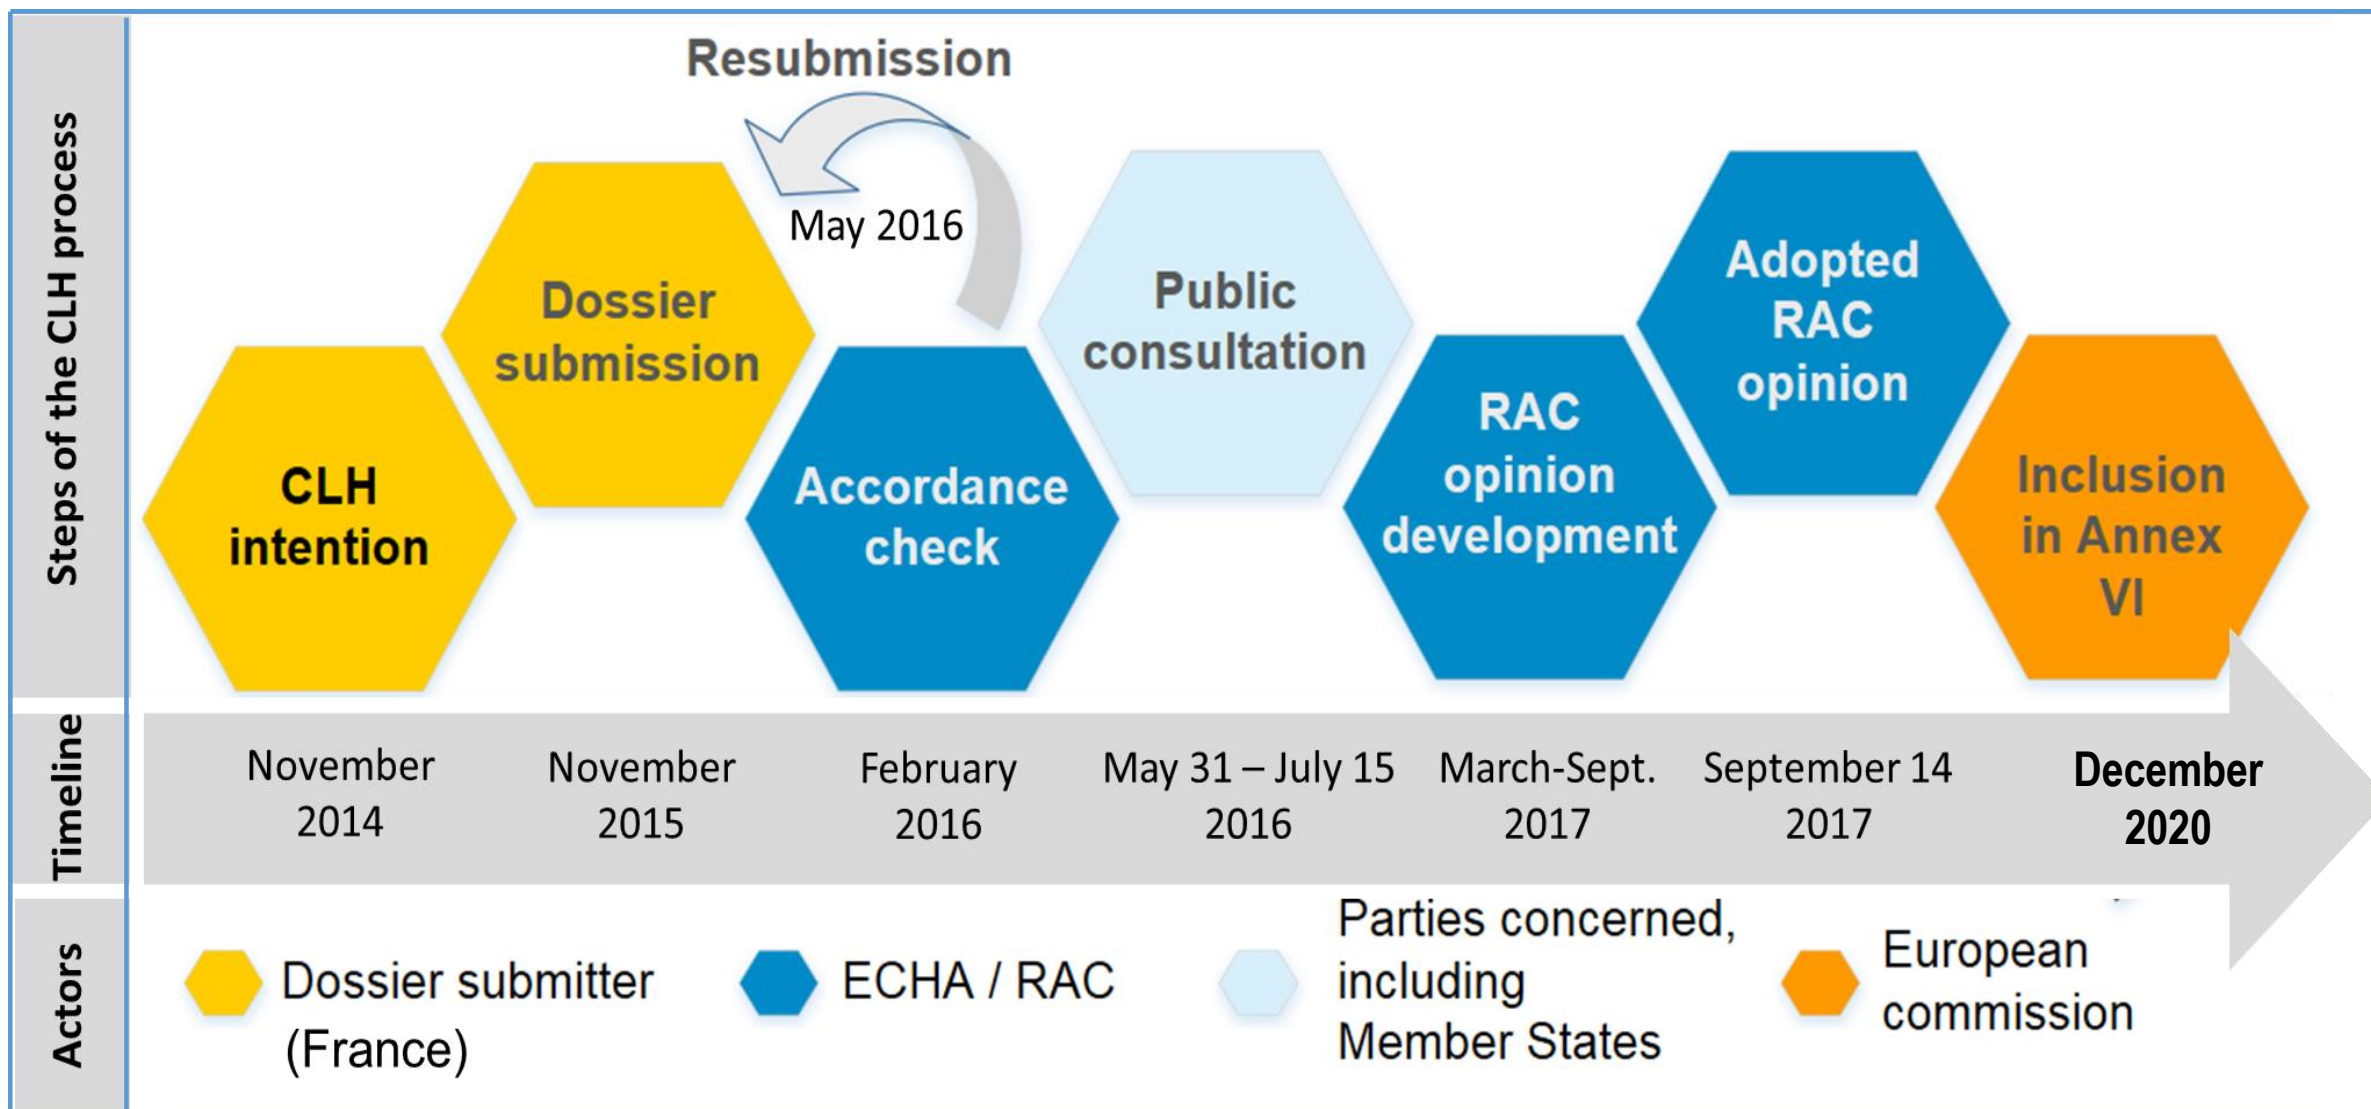 Steps of the CLH process
Resubmission
May 2016
CLH
intention
Dossier
submission
Accordance
check
Public
consultation
RAC
opinion
development
Adopted
RAC
opinion
Inclusion
in Annex
VI
Timeline
November
2014
November
2015
February
2016
May 31 – July 15
2016
March-Sept.
2017
September 14
2017
December
2020
Actors
Dossier submitter
(France)
ECHA / RAC
Parties concerned,
including
Member States
European
commission